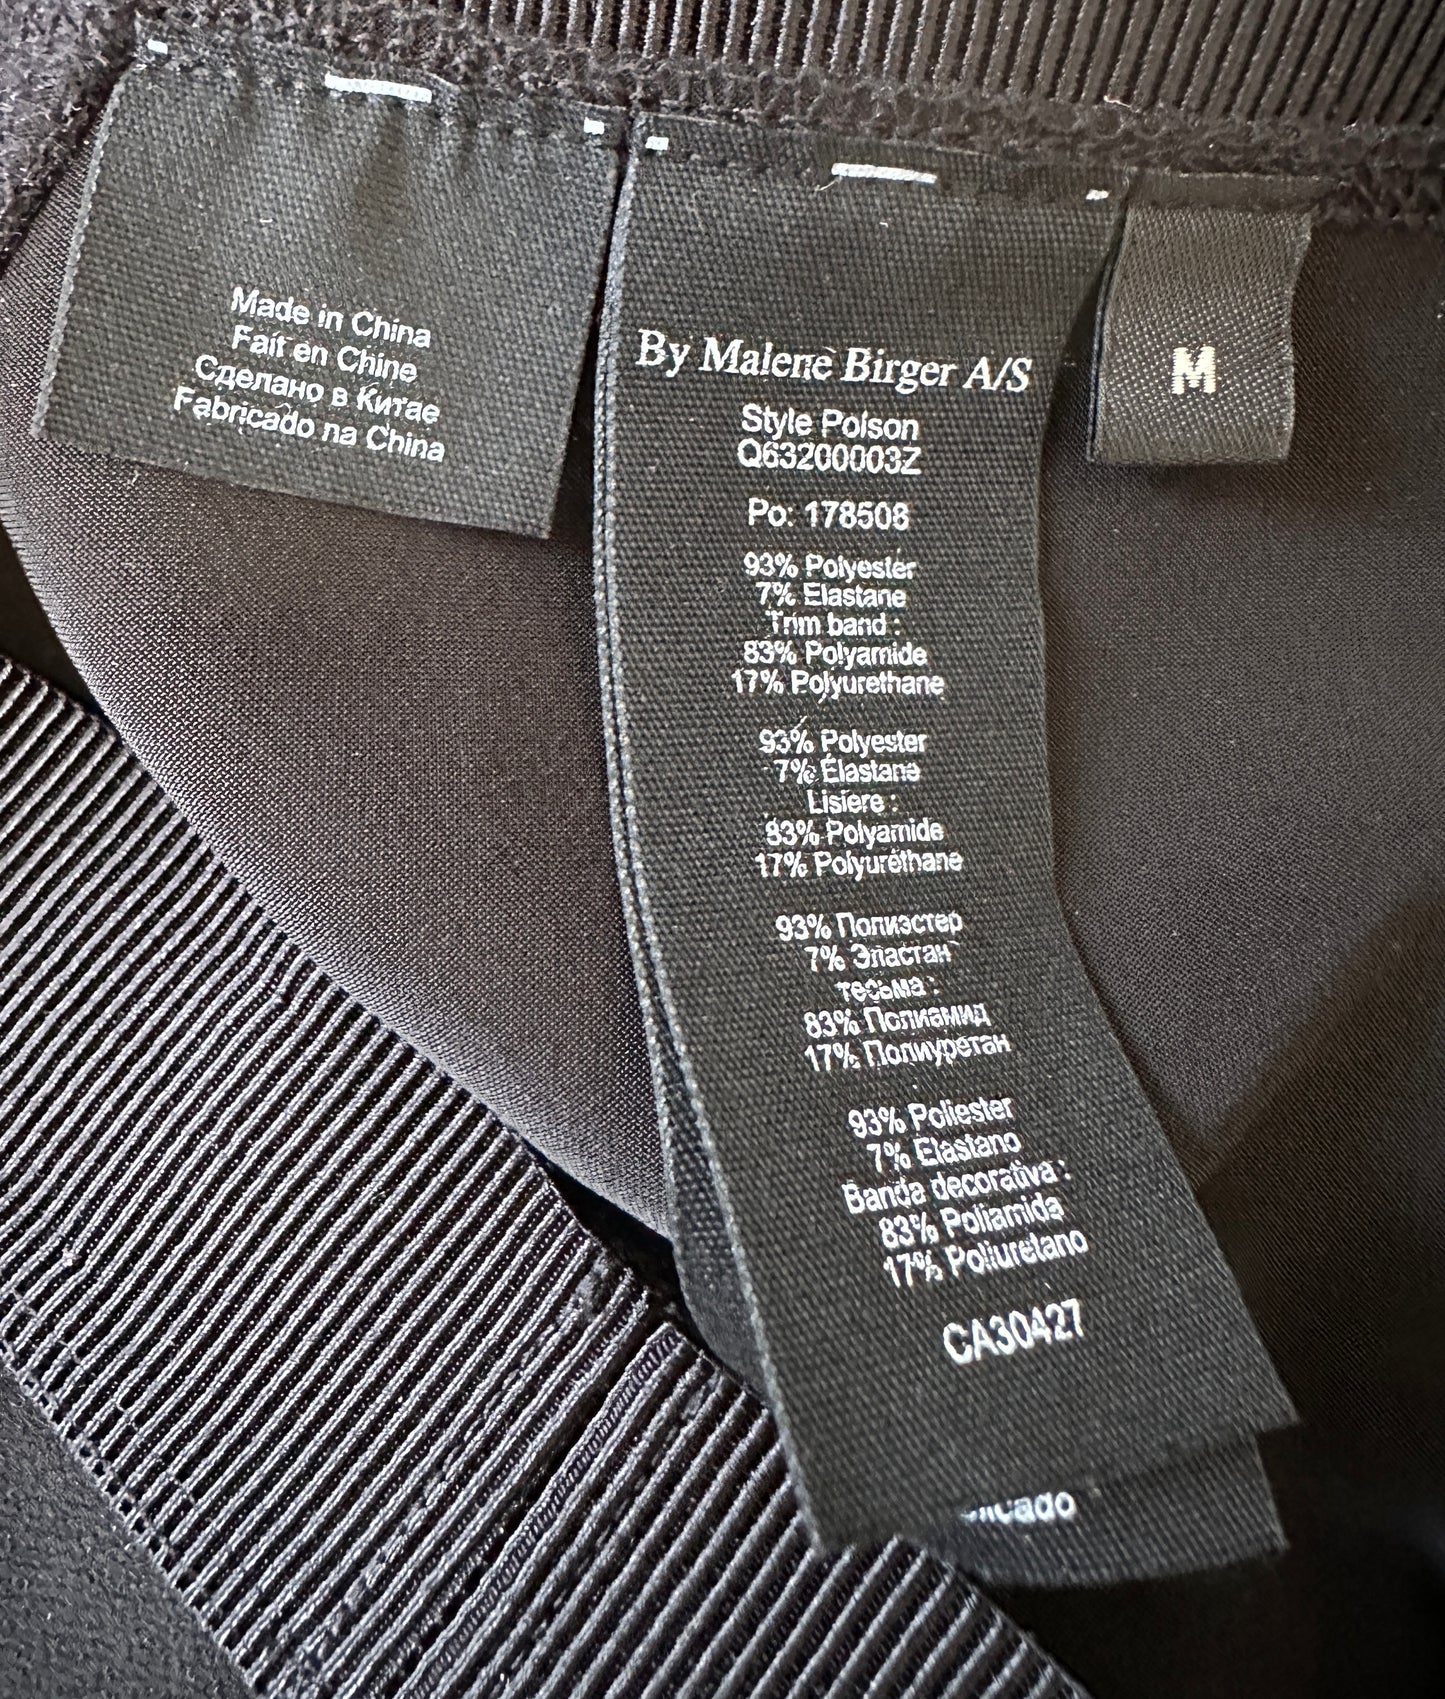 Made in China
Fait en Chine
Сделано в Китае
Fabricado na China
By Malene Birger A/S
Style Poison
Q63200003Z
Po: 178508
93% Polyester
7% Elastane
Trim band :
83% Polyamide
17% Polyurethane
93% Polyester
7% Élastane
Lisiere :
83% Polyamide
17% Polyuréthane
93% Полиэстер
7% Эластан
тесьма :
83% Полиамид
17% Полиуретан
93% Poliester
7% Elastano
Banda decorativa :
83% Poliamida
17% Poliuretano
CA30427
M